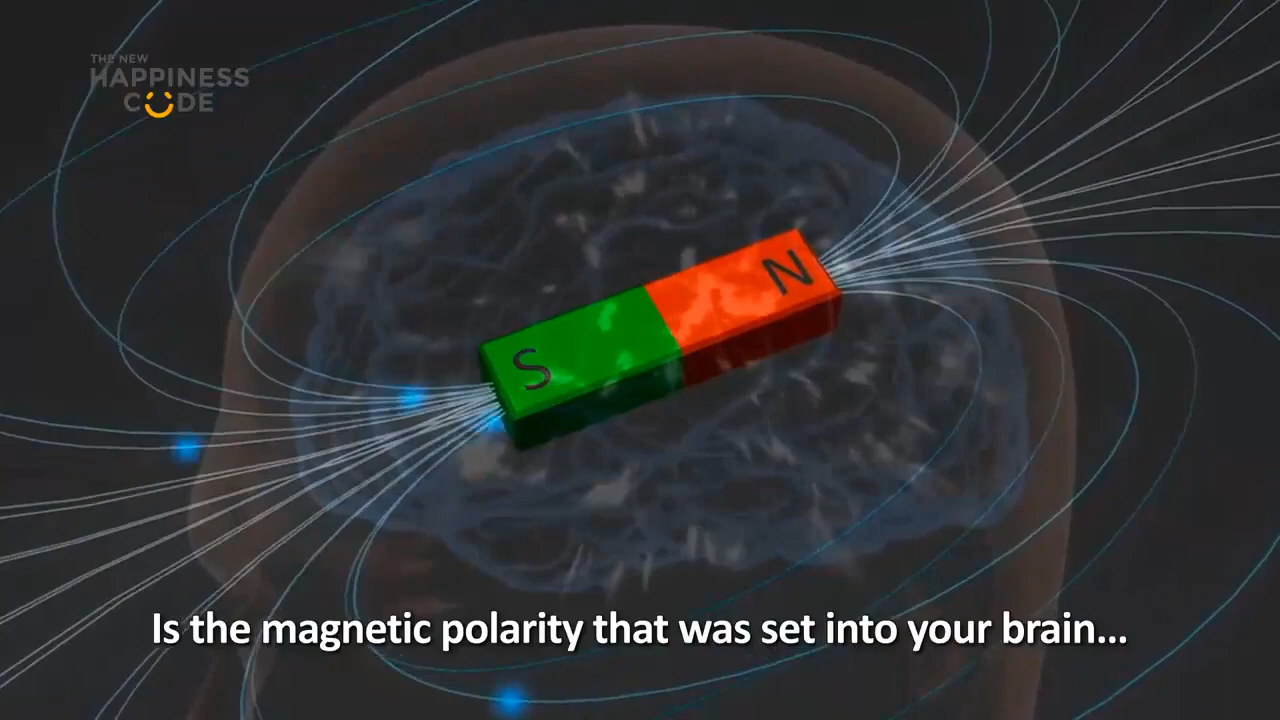 THE NEW
HAPPINESS
CODE
N
S
Is the magnetic polarity that was set into your brain...